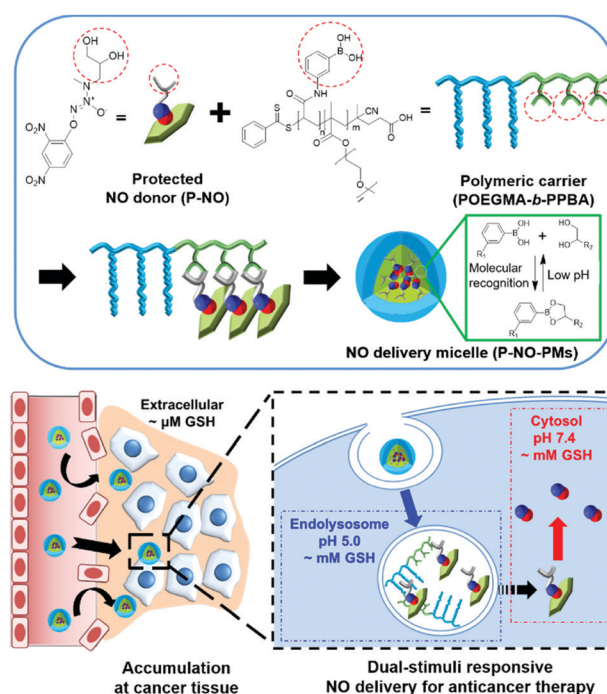 OH
OH
N
N
N
N
O
O
O₂N
NO₂
=
+
HO
OH
B
NH
O
S
S
n
m
CN
O
OH
O
O
O
=
Protected
NO donor (P-NO)
Polymeric carrier
(POEGMA-b-PPBA)
OH
B
OH
R₁
+
HO
OH
R₂
Molecular
recognition
Low pH
B
O
O
R₂
R₁
NO delivery micelle (P-NO-PMs)
Extracellular
~ μM GSH
Cytosol
pH 7.4
~ mM GSH
Endolysosome
pH 5.0
~ mM GSH
Accumulation
at cancer tissue
Dual-stimuli responsive
NO delivery for anticancer therapy